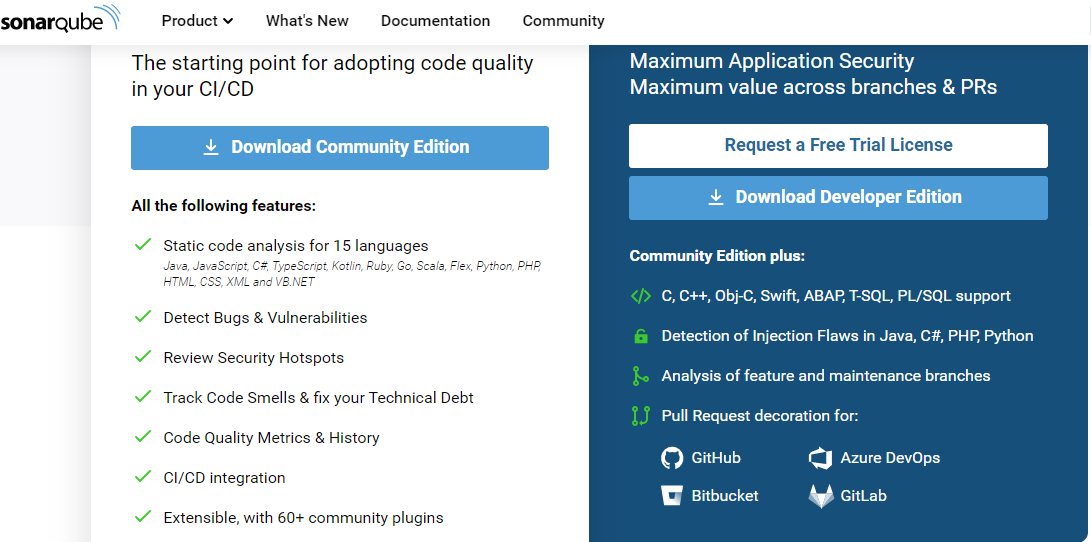 sonarqube
Product
What's New
Documentation
Community
The starting point for adopting code quality
in your CI/CD
Download Community Edition
All the following features:
Static code analysis for 15 languages
Java, JavaScript, C#, TypeScript, Kotlin, Ruby, Go, Scala, Flex, Python, PHP,
HTML, CSS, XML and VB.NET
Detect Bugs & Vulnerabilities
Review Security Hotspots
Track Code Smells & fix your Technical Debt
Code Quality Metrics & History
CI/CD integration
Extensible, with 60+ community plugins
Maximum Application Security
Maximum value across branches & PRs
Request a Free Trial License
Download Developer Edition
Community Edition plus:
C, C++, Obj-C, Swift, ABAP, T-SQL, PL/SQL support
Detection of Injection Flaws in Java, C#, PHP, Python
Analysis of feature and maintenance branches
Pull Request decoration for:
GitHub
Azure DevOps
Bitbucket
GitLab